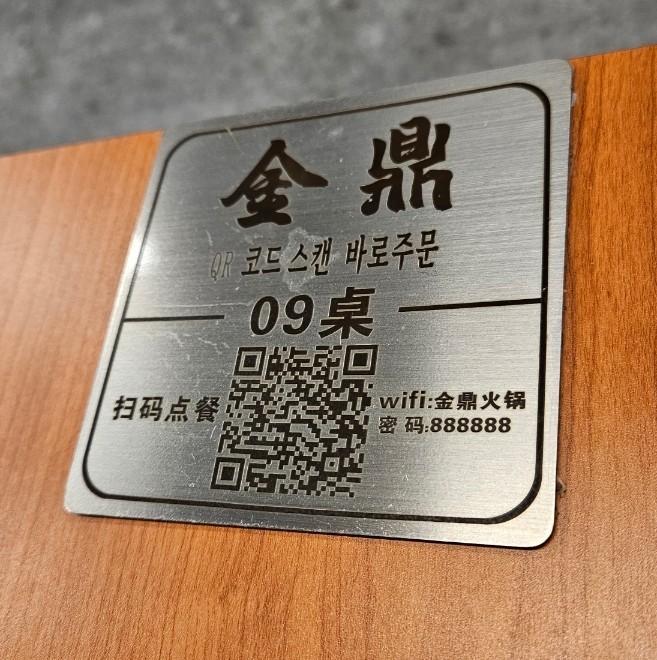 金鼎
QR 코드 스캔 바로주문
09桌
扫码点餐
wifi:金鼎火锅
密码:888888